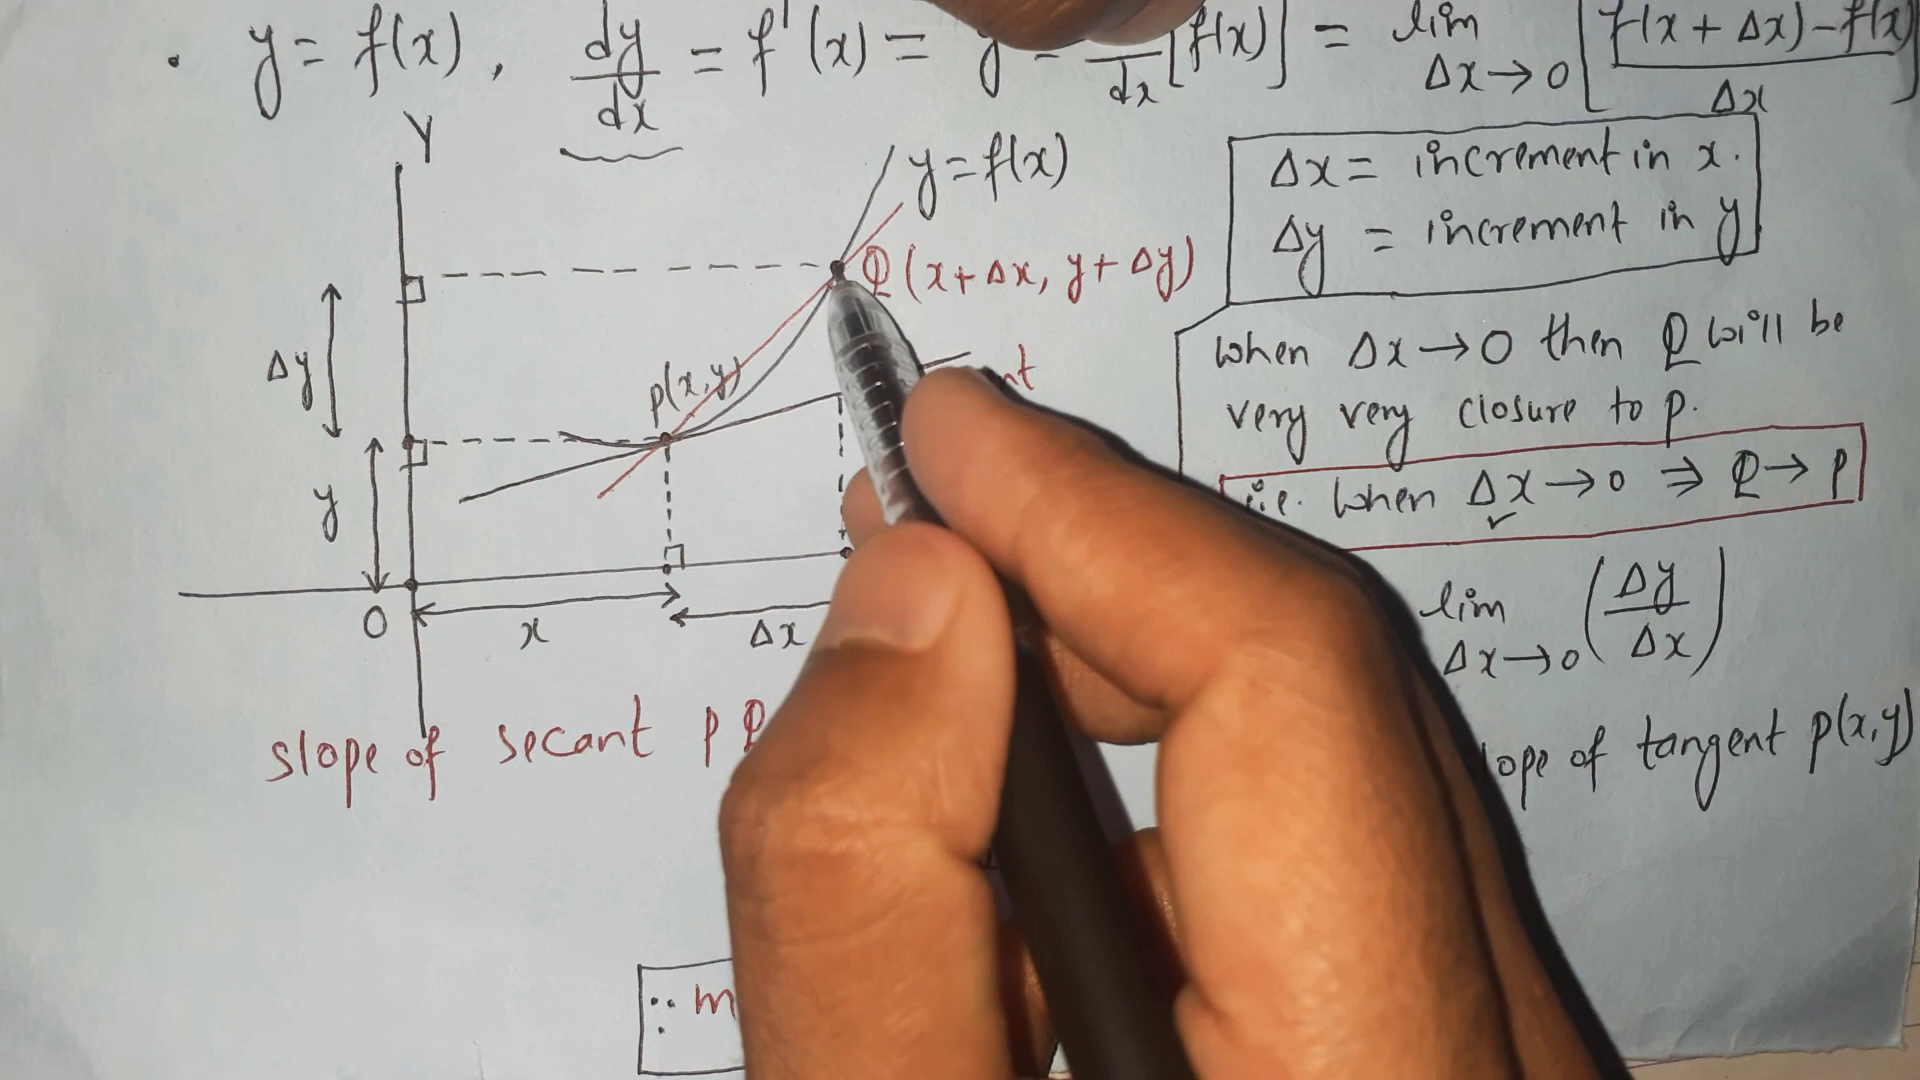 . y = f(x), dy/dx = f'(x) = y = /dx [f(x)] = lim Δx→0 [f(x + Δx) - f(x)/Δx]
Y
y = f(x)
Q (x + Δx, y + Δy)
Δy
P(x,y)
y
O
x
Δx
slope of secant P Q
∴ m
Δx = increment in x.
Δy = increment in y
When Δx → 0 then Q will be
very very closure to P.
i.e. when Δx → 0 ⇒ Q → P
lim Δx→0 (Δy/Δx)
of tangent P(x,y)